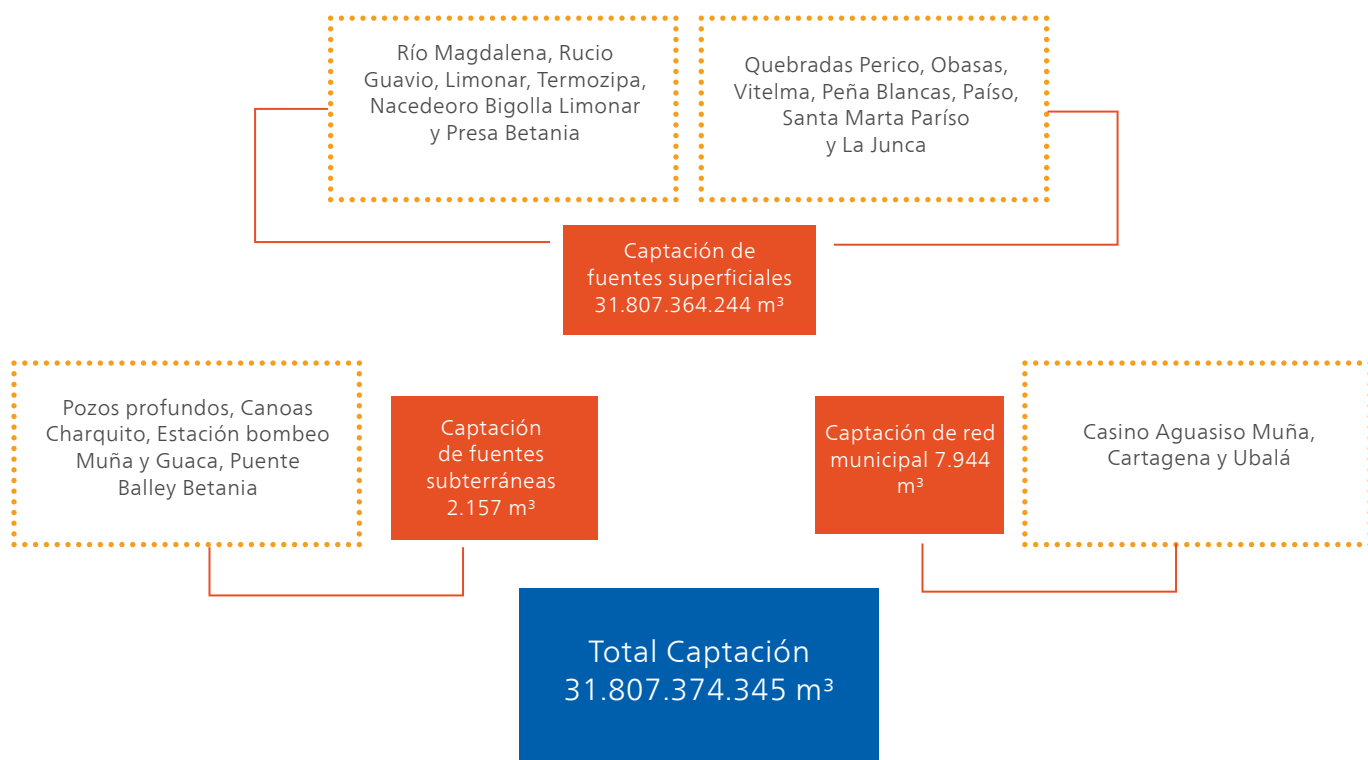 Río Magdalena, Rucio
Guavio, Limonar, Termozipa,
Nacedeoro Bigolla Limonar
y Presa Betania
Quebradas Perico, Obasas,
Vitelma, Peña Blancas, Paíso,
Santa Marta Paríso
y La Junca
Captación de
fuentes superficiales
31.807.364.244 m³
Pozos profundos, Canoas
Charquito, Estación bombeo
Muña y Guaca, Puente
Balley Betania
Captación
de fuentes
subterráneas
2.157 m³
Captación de red
municipal 7.944
m³
Casino Aguasiso Muña,
Cartagena y Ubalá
Total Captación
31.807.374.345 m³